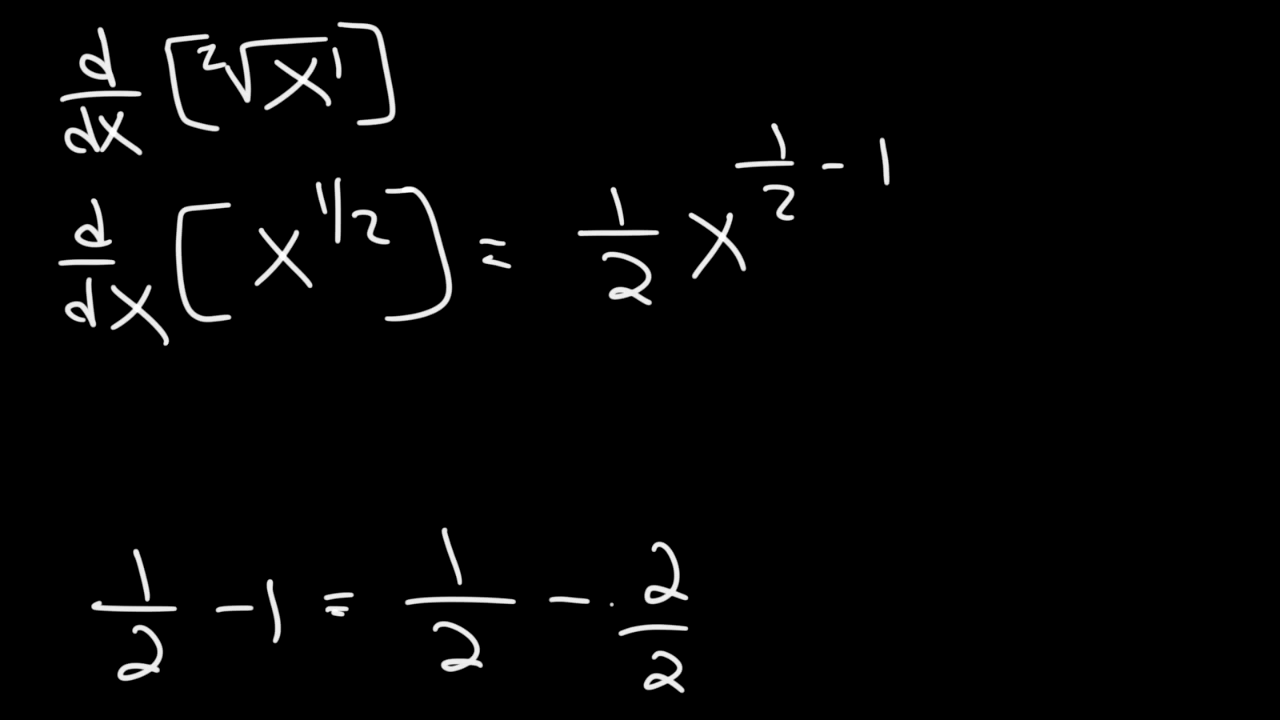 d/dx [²√x¹]
d/dx [x^(1/2)] = 1/2 x^(1/2 - 1)
1/2 - 1 = 1/2 - 2/2